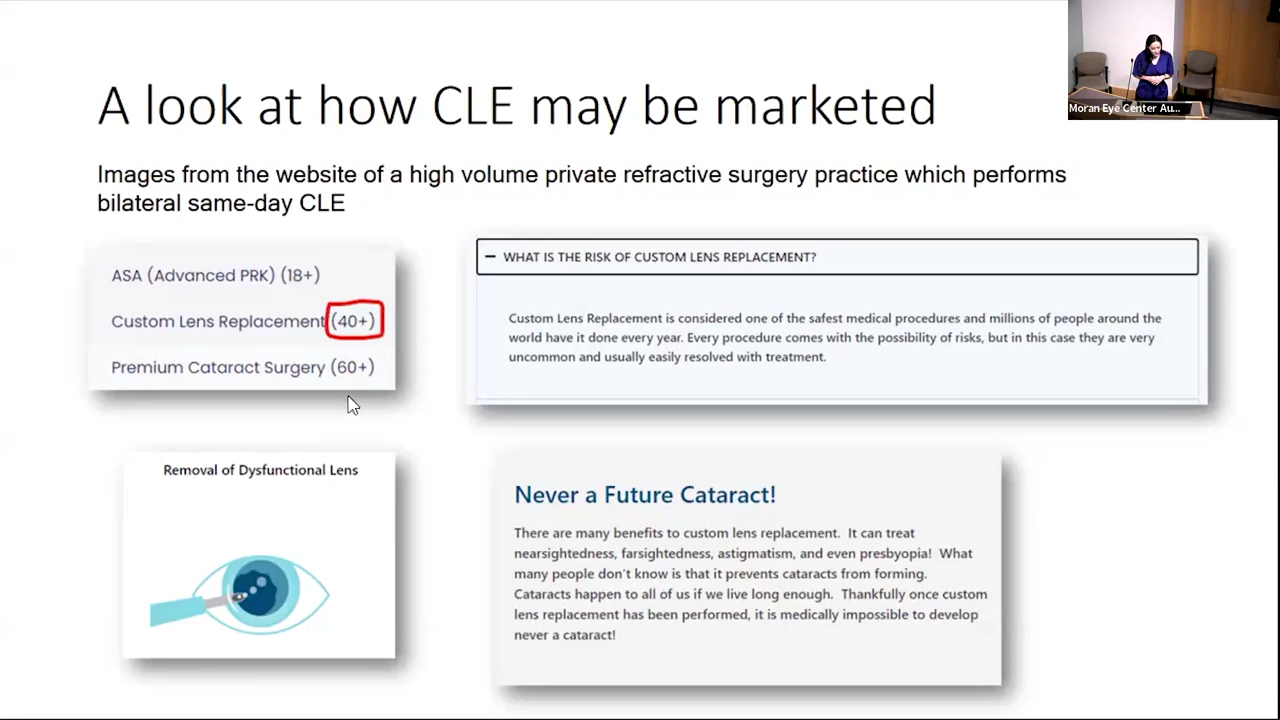 A look at how CLE may be marketed
Moran Eye Center Au...
Images from the website of a high volume private refractive surgery practice which performs
bilateral same-day CLE
ASA (Advanced PRK) (18+)
Custom Lens Replacement (40+)
Premium Cataract Surgery (60+)
WHAT IS THE RISK OF CUSTOM LENS REPLACEMENT?
Custom Lens Replacement is considered one of the safest medical procedures and millions of people around the
world have it done every year. Every procedure comes with the possibility of risks, but in this case they are very
uncommon and usually easily resolved with treatment.
Removal of Dysfunctional Lens
Never a Future Cataract!
There are many benefits to custom lens replacement. It can treat
nearsightedness, farsightedness, astigmatism, and even presbyopia! What
many people don't know is that it prevents cataracts from forming.
Cataracts happen to all of us if we live long enough. Thankfully once custom
lens replacement has been performed, it is medically impossible to develop
never a cataract!